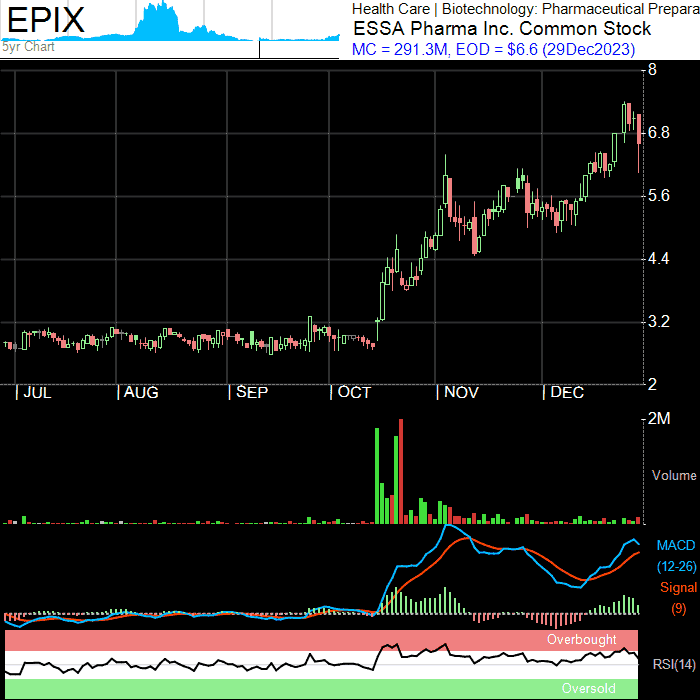 EPIX
5yr Chart
Health Care | Biotechnology: Pharmaceutical Prepara
ESSA Pharma Inc. Common Stock
MC = 291.3M, EOD = $6.6 (29Dec2023)
8
6.8
5.6
4.4
3.2
2
JUL AUG SEP OCT NOV DEC
2M
Volume
MACD
(12-26)
Signal
(9)
Overbought
RSI(14)
Oversold